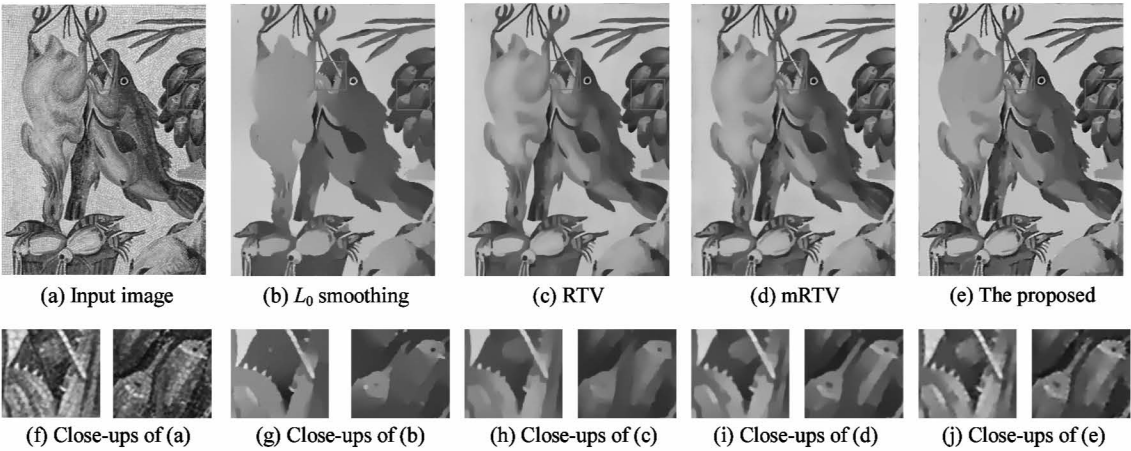 (a) Input image (b) L₀ smoothing (c) RTV (d) mRTV (e) The proposed
(f) Close-ups of (a) (g) Close-ups of (b) (h) Close-ups of (c) (i) Close-ups of (d) (j) Close-ups of (e)